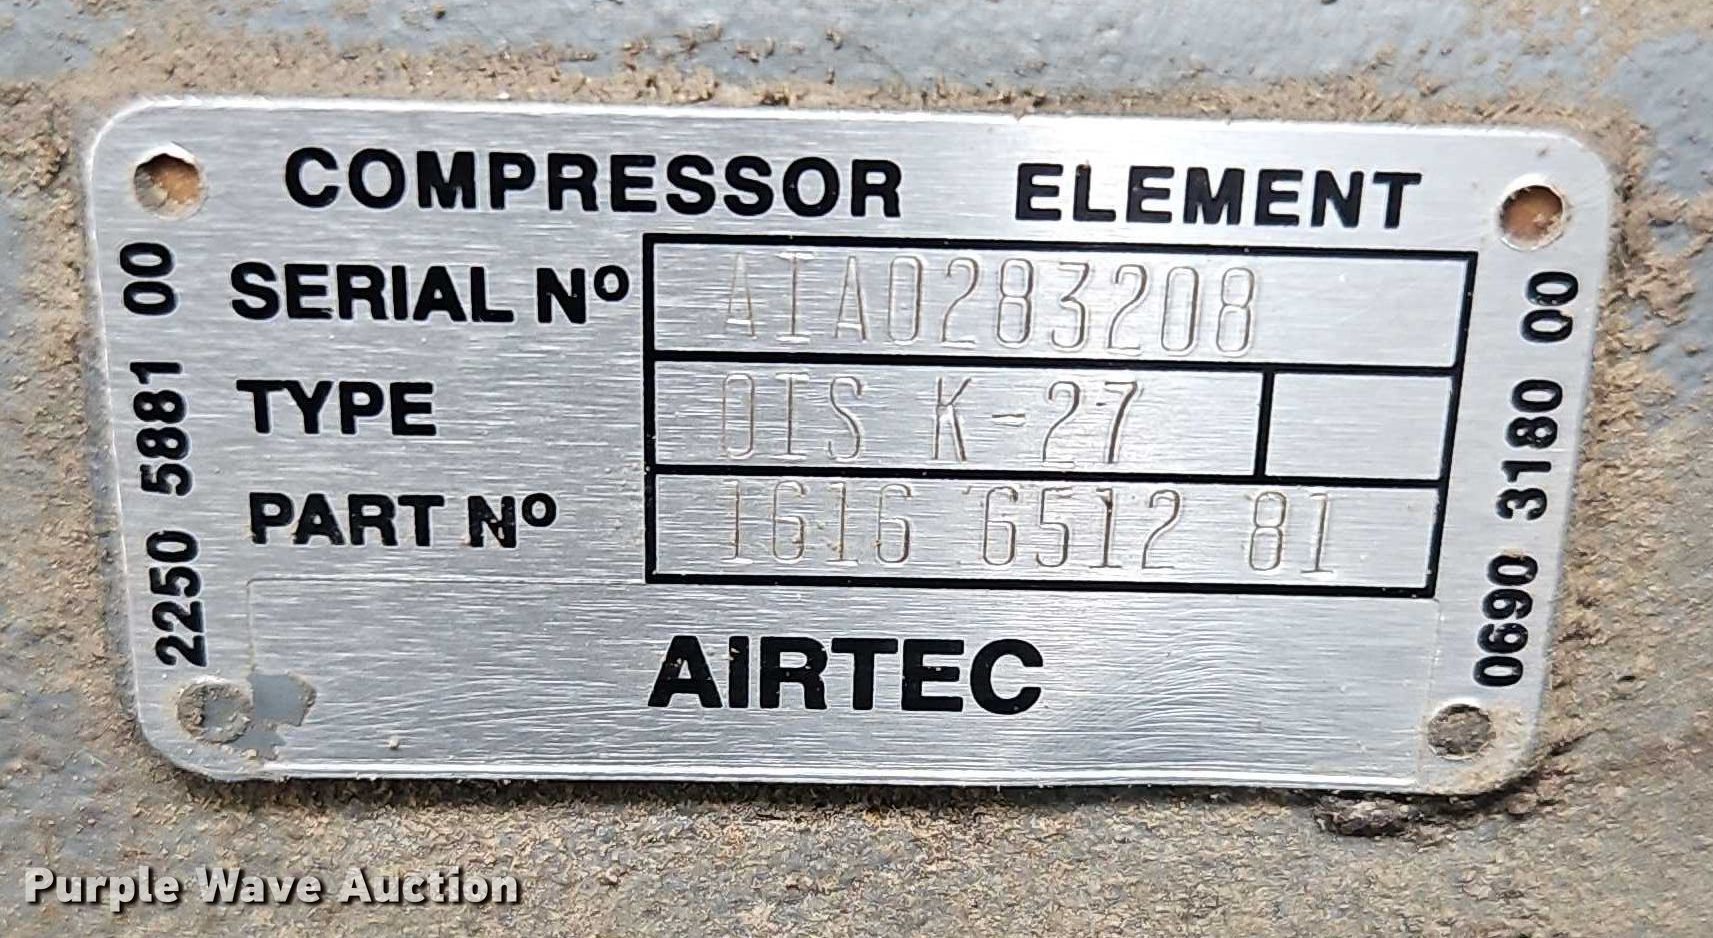 COMPRESSOR ELEMENT
SERIAL Nº AIA0283208
TYPE OIS K-27
PART Nº 1616 6512 81
AIRTEC
2250 5881 00
0690 3180 00
Purple Wave Auction